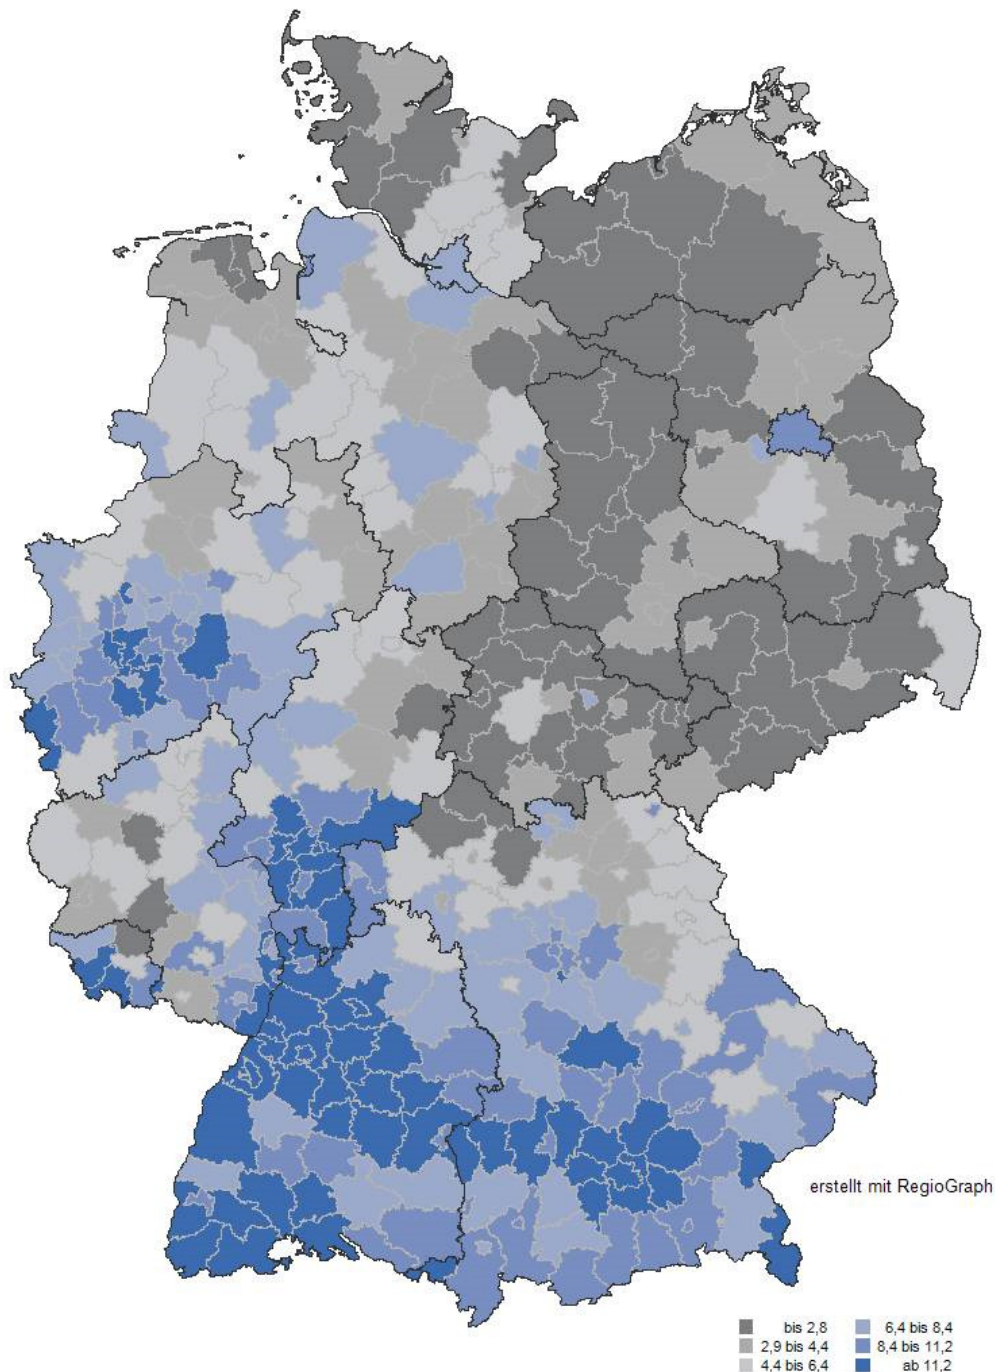 erstellt mit RegioGraph
bis 2,8
2,9 bis 4,4
4,4 bis 6,4
6,4 bis 8,4
8,4 bis 11,2
ab 11,2